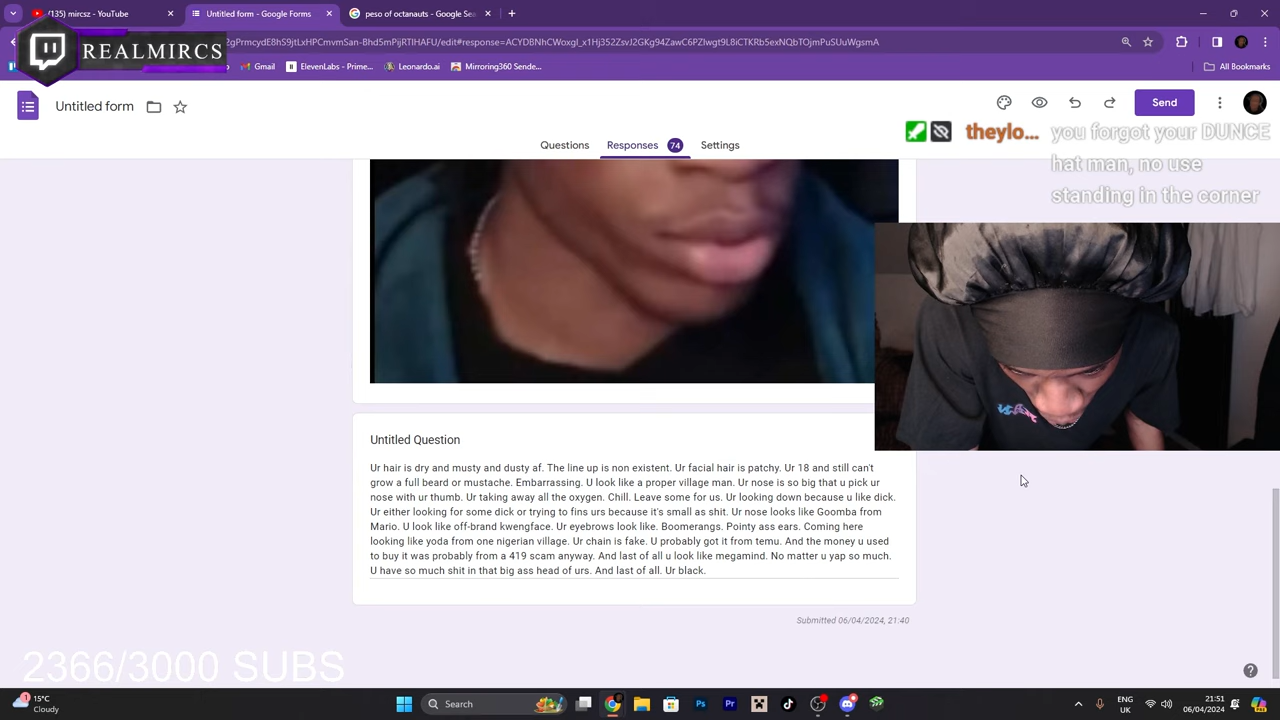 (135) mircsz - YouTube
Untitled form - Google Forms
peso of octanauts - Google Sea
REALMIRCS
2gPrmcydE8hS9jtLxHPCmvmSan-Bhd5mPijRTlHAFU/edit#response=ACYDBNhCWoxgl_x1Hj352ZsvJ2GKg94ZawC6PZlwgt9L8iCTKRb5exNQbTOjmPuSUuWgsmA
Gmail
ElevenLabs - Prime...
Leonardo.ai
Mirroring360 Sende...
All Bookmarks
Untitled form
Send
Questions
Responses 74
Settings
theylo... you forgot your DUNCE
hat man, no use
standing in the corner
Untitled Question
Ur hair is dry and musty and dusty af. The line up is non existent. Ur facial hair is patchy. Ur 18 and still can't
grow a full beard or mustache. Embarrassing. U look like a proper village man. Ur nose is so big that u pick ur
nose with ur thumb. Ur taking away all the oxygen. Chill. Leave some for us. Ur looking down because u like dick.
Ur either looking for some dick or trying to fins urs because it's small as shit. Ur nose looks like Goomba from
Mario. U look like off-brand kwengface. Ur eyebrows look like. Boomerangs. Pointy ass ears. Coming here
looking like yoda from one nigerian village. Ur chain is fake. U probably got it from temu. And the money u used
to buy it was probably from a 419 scam anyway. And last of all u look like megamind. No matter u yap so much.
U have so much shit in that big ass head of urs. And last of all. Ur black.
Submitted 06/04/2024, 21:40
2366/3000 SUBS
15°C
Cloudy
Search
ENG
UK
21:51
06/04/2024